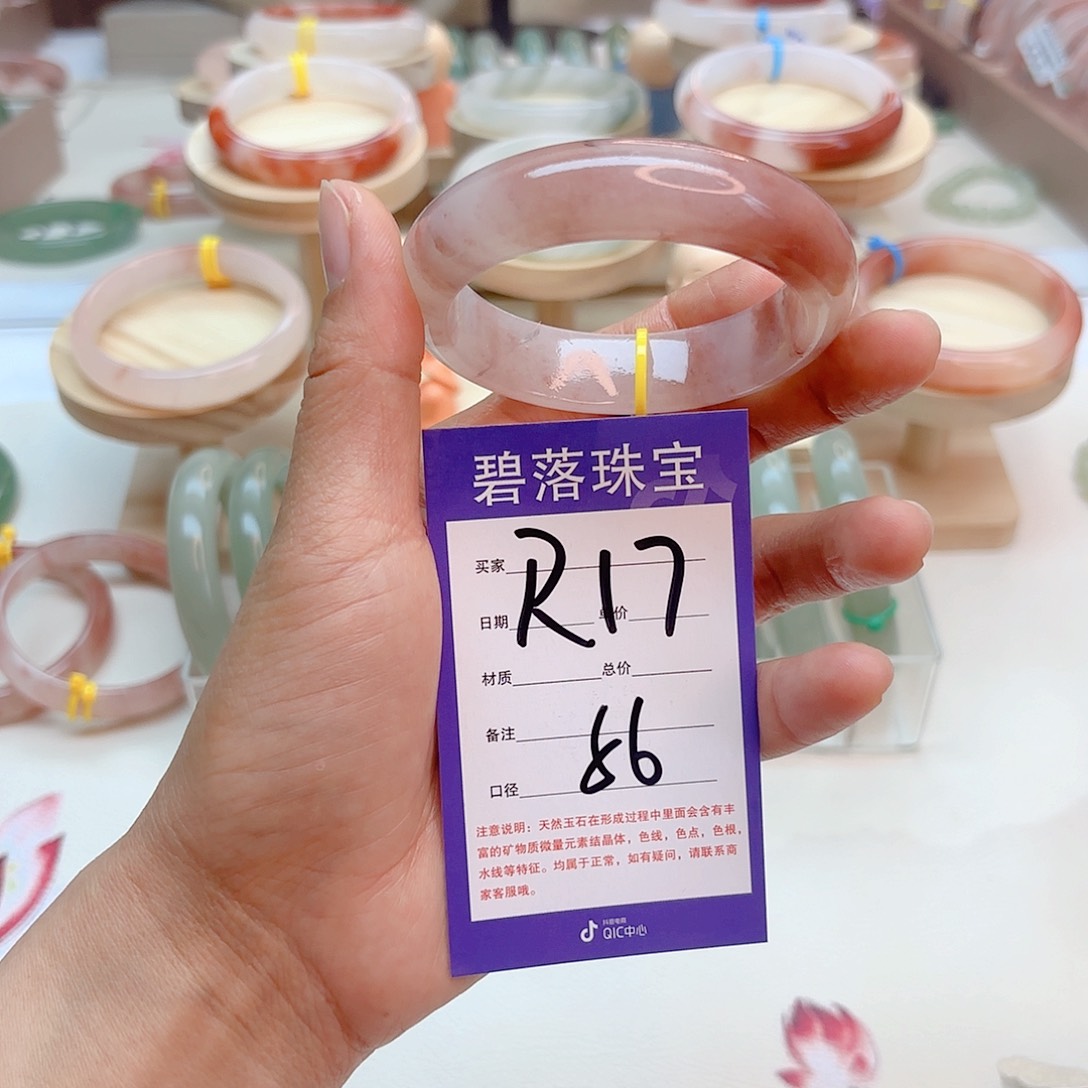 碧落珠宝
买家
R17
日期 单价
材质 总价
备注
86
口径
注意说明：天然玉石在形成过程中里面会含有丰
富的矿物质微量元素结晶体，色线，色点，色根，
水线等特征。均属于正常，如有疑问，请联系商
家客服哦。
抖音电商
QIC中心